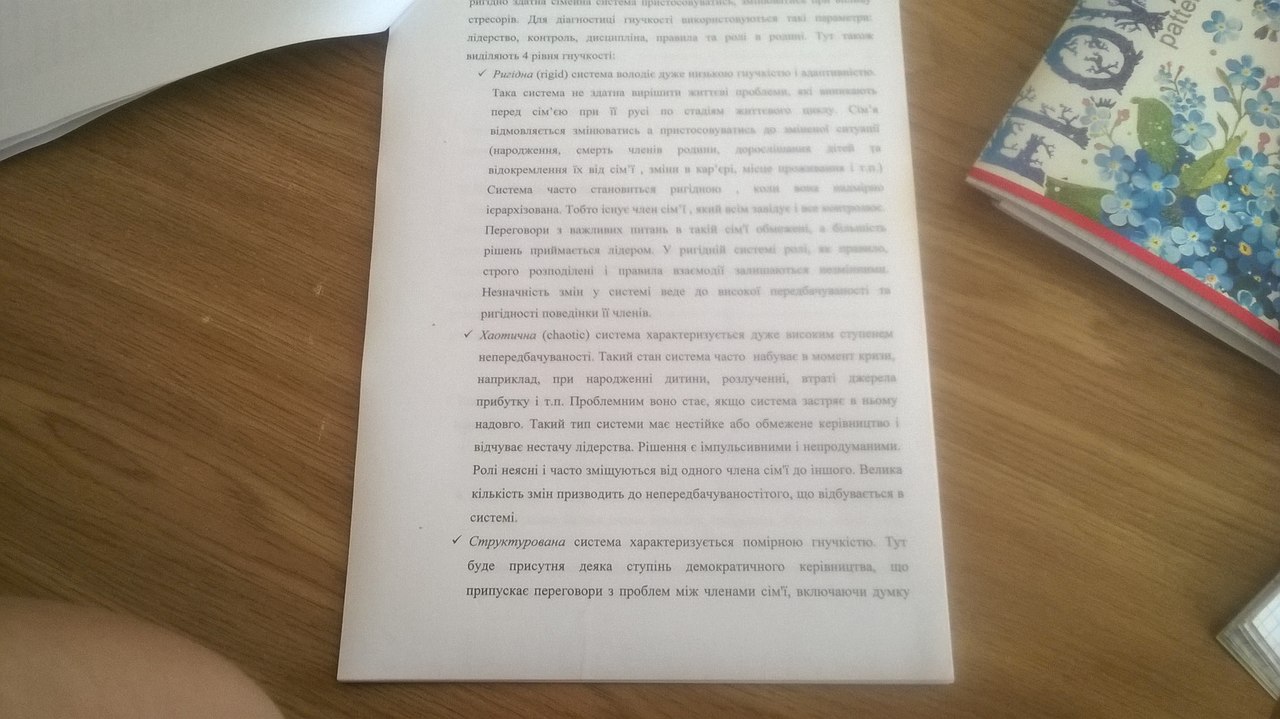 ригідно здатна сімейна система пристосовуватись, змінюватись при впливу
стресорів. Для діагностиці гнучкості використовуються такі параметри:
лідерство, контроль, дисципліна, правила та ролі в родині. Тут також
виділяють 4 рівня гнучкості:
✓ Ригідна (rigid) система володіє дуже низькою гнучкістю і адаптивністю.
Така система не здатна вирішити життєві проблеми, які виникають
перед сім’єю при її русі по стадіям життєвого циклу. Сім’я
відмовляється змінюватись а пристосовуватись до зміненої ситуації
(народження, смерть членів родини, дорослішання дітей та
відокремлення їх від сім’ї , зміни в кар’єрі, місце проживання і т.п.)
Система часто становиться ригідною , коли вона надмірно
ієрархізована. Тобто існує член сім’ї , який всім завідує і все контролює.
Переговори з важливих питань в такій сім'ї обмежені, а більшість
рішень приймається лідером. У ригідній системі ролі, як правило,
строго розподілені і правила взаємодії залишаються незмінними.
Незначність змін у системі веде до високої передбачуваності та
ригідності поведінки її членів.
✓ Хаотична (chaotic) система характеризується дуже високим ступенем
непередбачуваності. Такий стан система часто набуває в момент кризи,
наприклад, при народженні дитини, розлученні, втраті джерела
прибутку і т.п. Проблемним воно стає, якщо система застряє в ньому
надовго. Такий тип системи має нестійке або обмежене керівництво і
відчуває нестачу лідерства. Рішення є імпульсивними і непродуманими.
Ролі неясні і часто зміщуються від одного члена сім'ї до іншого. Велика
кількість змін призводить до непередбачуваностітого, що відбувається в
системі.
✓ Структурована система характеризується помірною гнучкістю. Тут
буде присутня деяка ступінь демократичного керівництва, що
припускає переговори з проблем між членами сім'ї, включаючи думку